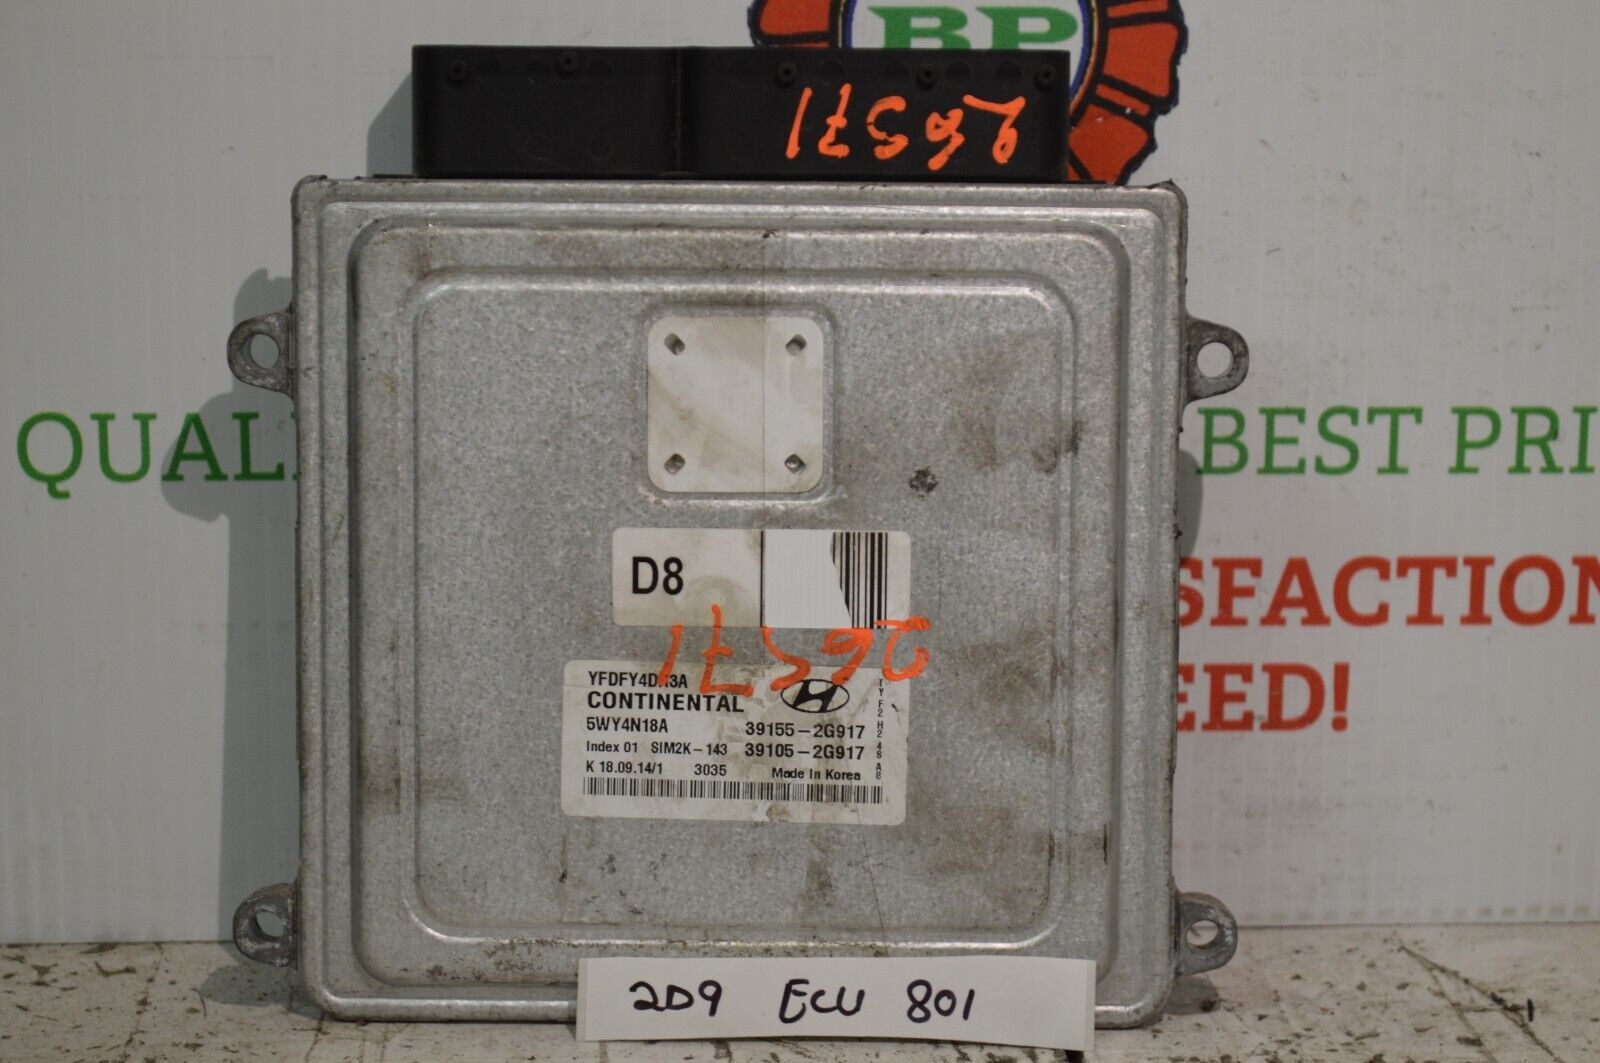 BP
26571
QUALI
BEST PRI
D8
SFACTION
EED!
26571
CONTINENTAL
5WY4N18A 39155-2G917
Index 01 SIM2K-143 39105-2G917
K 18.09.14/1 3035 Made In Korea
2D9 ECU 801